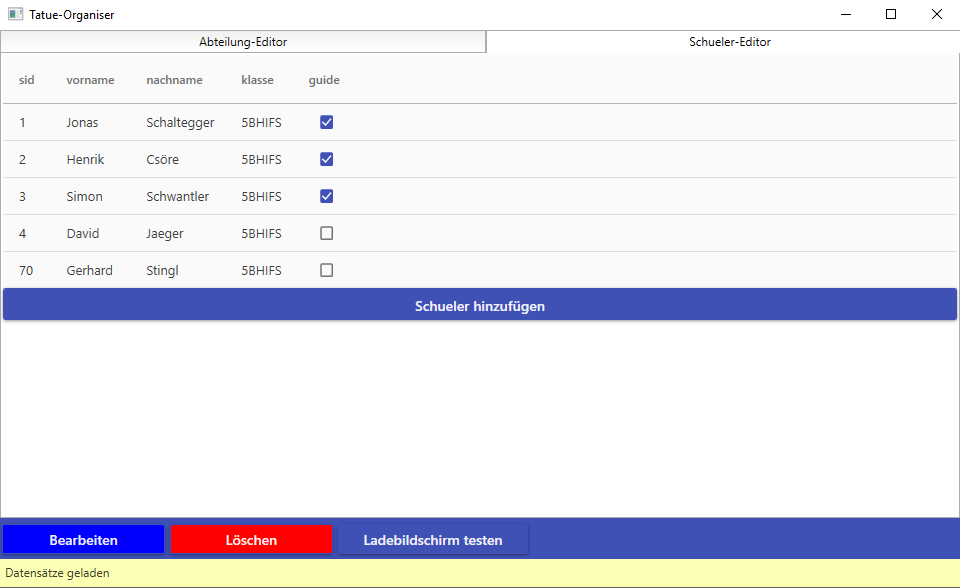 Tatue-Organiser
Abteilung-Editor Schueler-Editor
sid vorname nachname klasse guide
1 Jonas Schaltegger 5BHIFS
2 Henrik Csöre 5BHIFS
3 Simon Schwantler 5BHIFS
4 David Jaeger 5BHIFS
70 Gerhard Stingl 5BHIFS
Schueler hinzufügen
Bearbeiten Löschen Ladebildschirm testen
Datensätze geladen